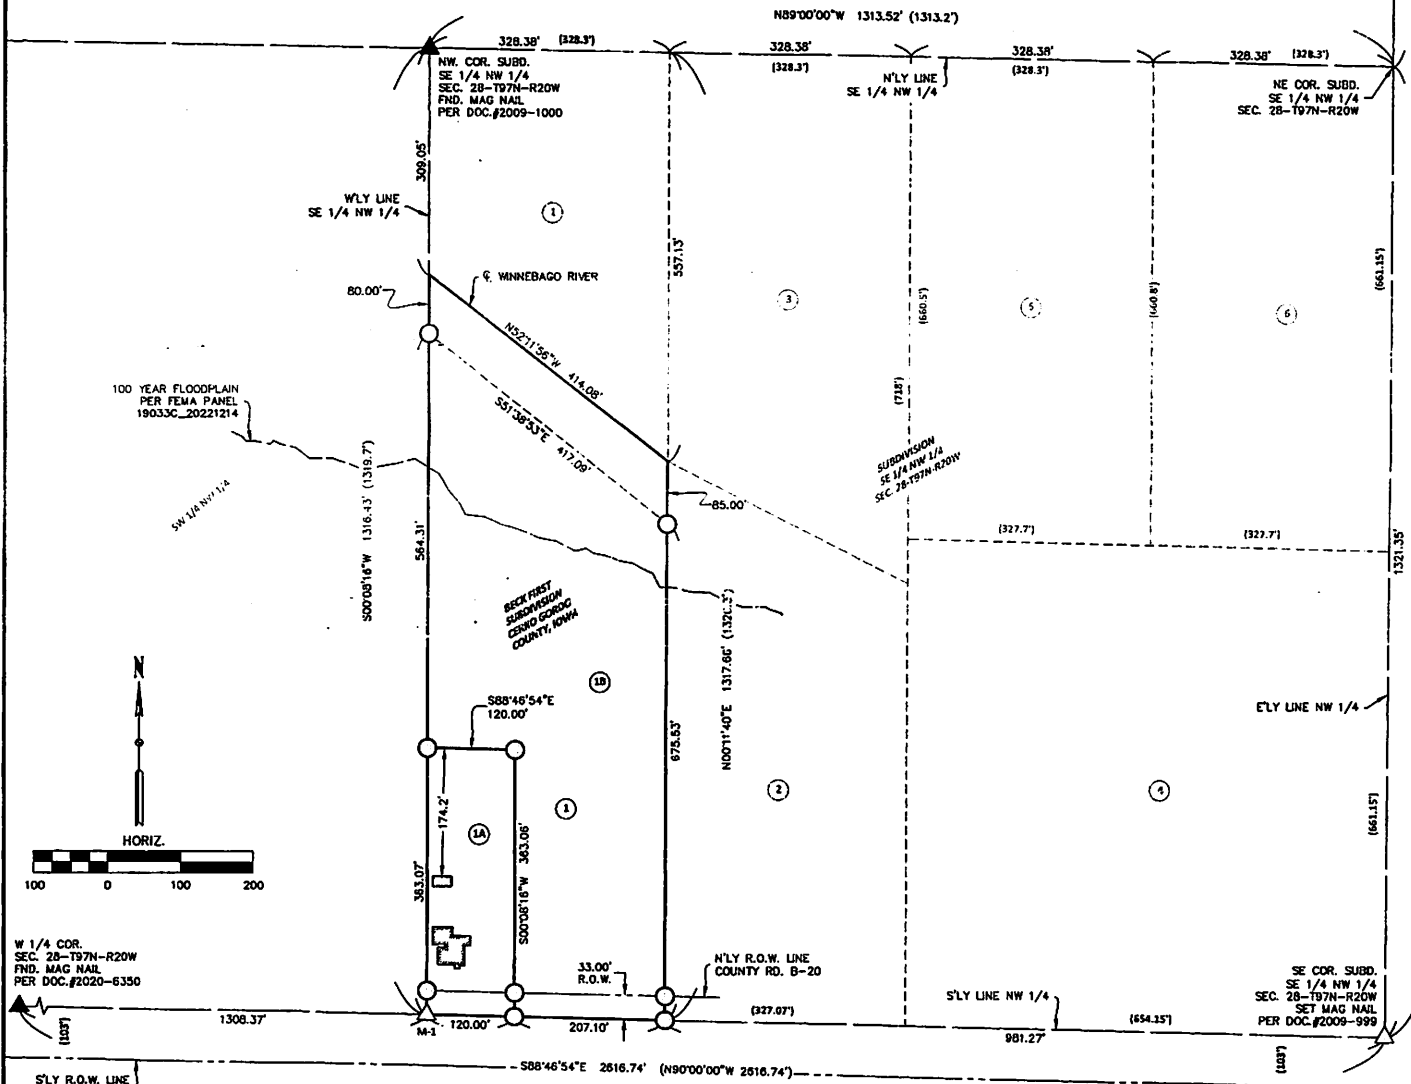 N89°00'00"W 1313.52' (1313.2')
328.38' (328.3')
328.38'
(328.3')
328.38'
(328.3')
328.38' (328.3')
NW. COR. SUBD.
SE 1/4 NW 1/4
SEC. 28-T97N-R20W
FND. MAG NAIL
PER DOC.#2009-1000
N'LY LINE
SE 1/4 NW 1/4
NE COR. SUBD.
SE 1/4 NW 1/4
SEC. 28-T97N-R20W
309.05'
W'LY LINE
SE 1/4 NW 1/4
1
557.13'
(661.15')
℄ WINNEBAGO RIVER
80.00'
3
(660.5')
5
(660.8')
6
N52°11'56"W 414.08'
S51°38'53"E 417.09'
100 YEAR FLOODPLAIN
PER FEMA PANEL
19033C_20221214
(718')
SUBDIVISION
SE 1/4 NW 1/4
SEC. 28-T97N-R20W
SW 1/4 NW 1/4
S00°08'16"W 1316.43' (1319.7')
564.31'
85.00'
(327.7')
(327.7')
1321.35'
BECK FIRST
SUBDIVISION
CERRO GORDO
COUNTY, IOWA
N00°11'40"E 1317.66'
N
1B
S88°46'54"E
120.00'
E'LY LINE NW 1/4
675.63'
2
4
1
174.2'
1A
(661.15')
HORIZ.
100 0 100 200
383.07'
S00°08'16"W 383.06'
W 1/4 COR.
SEC. 28-T97N-R20W
FND. MAG NAIL
PER DOC.#2020-6350
33.00'
R.O.W.
N'LY R.O.W. LINE
COUNTY RD. B-20
SE COR. SUBD.
SE 1/4 NW 1/4
SEC. 28-T97N-R20W
SET MAG NAIL
PER DOC.#2009-999
S'LY LINE NW 1/4
(103')
1308.37'
M-1
120.00'
207.10'
(327.07')
(654.15')
981.27'
(103')
S88°46'54"E 2616.74' (N90°00'00"W 2616.74')
S'LY R.O.W. LINE